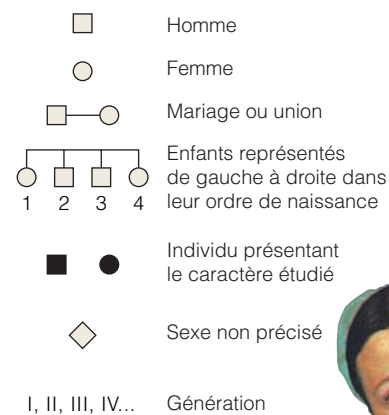 Homme
Femme
Mariage ou union
Enfants représentés
de gauche à droite dans
1 2 3 4 leur ordre de naissance
Individu présentant
le caractère étudié
Sexe non précisé
I, II, III, IV... Génération